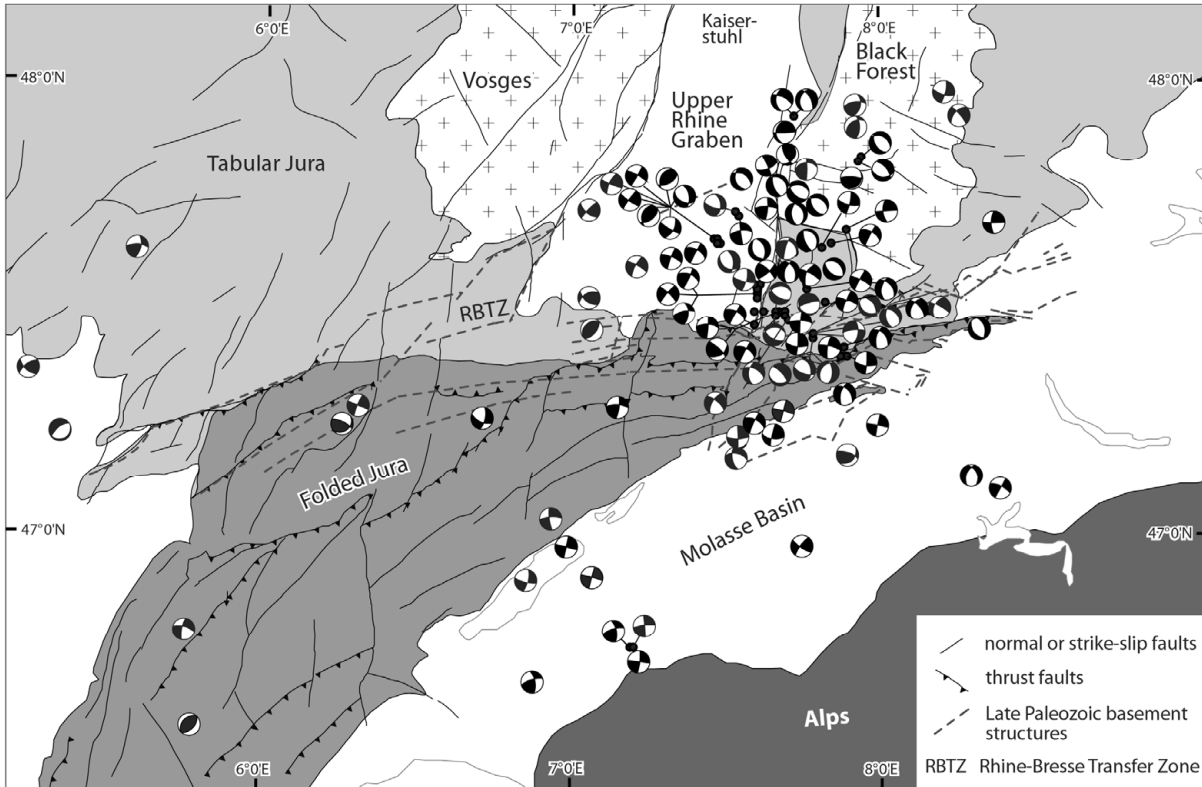 6°0'E
7°0'E
8°0'E
Kaiser-
stuhl
Black
Forest
48°0'N
48°0'N
Vosges
Upper
Rhine
Graben
Tabular Jura
RBTZ
Folded Jura
47°0'N
47°0'N
Molasse Basin
Alps
normal or strike-slip faults
thrust faults
Late Paleozoic basement
structures
RBTZ Rhine-Bresse Transfer Zone
6°0'E
7°0'E
8°0'E